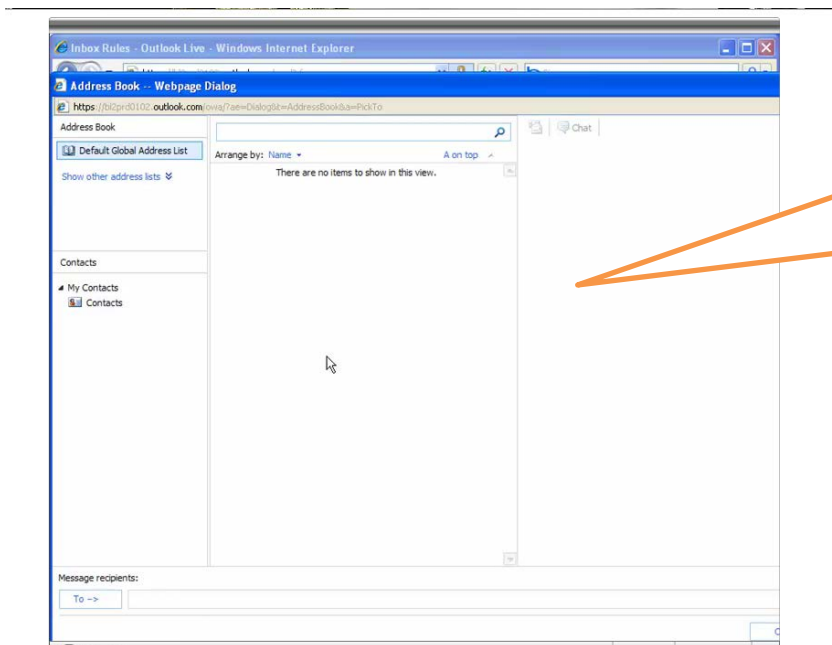 Inbox Rules - Outlook Live - Windows Internet Explorer
Address Book -- Webpage Dialog
https://bl2prd0102.outlook.com/owa/?ae=Dialog&t=AddressBook&a=PickTo
Address Book
Chat
Default Global Address List
Arrange by: Name
A on top
Show other address lists
There are no items to show in this view.
Contacts
My Contacts
Contacts
Message recipients:
To ->